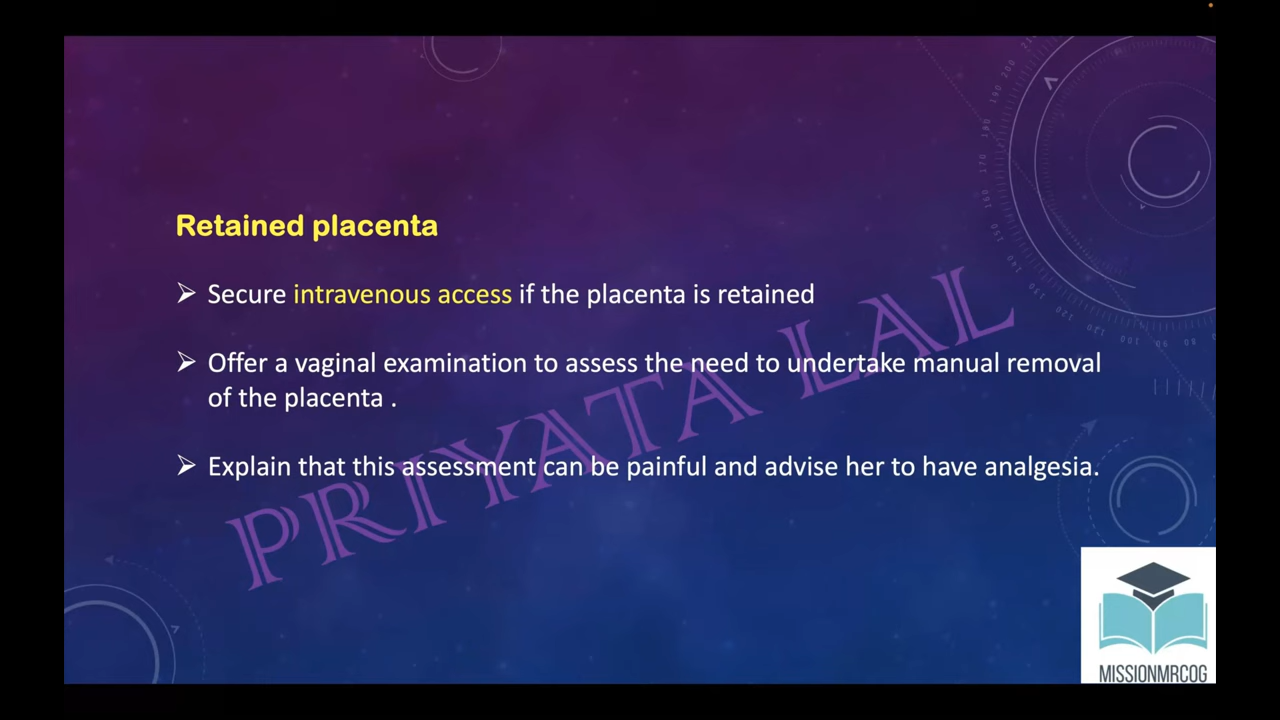 Retained placenta
➢ Secure intravenous access if the placenta is retained
➢ Offer a vaginal examination to assess the need to undertake manual removal
of the placenta .
➢ Explain that this assessment can be painful and advise her to have analgesia.
PRIYATA LAL
MISSIONMRCOG